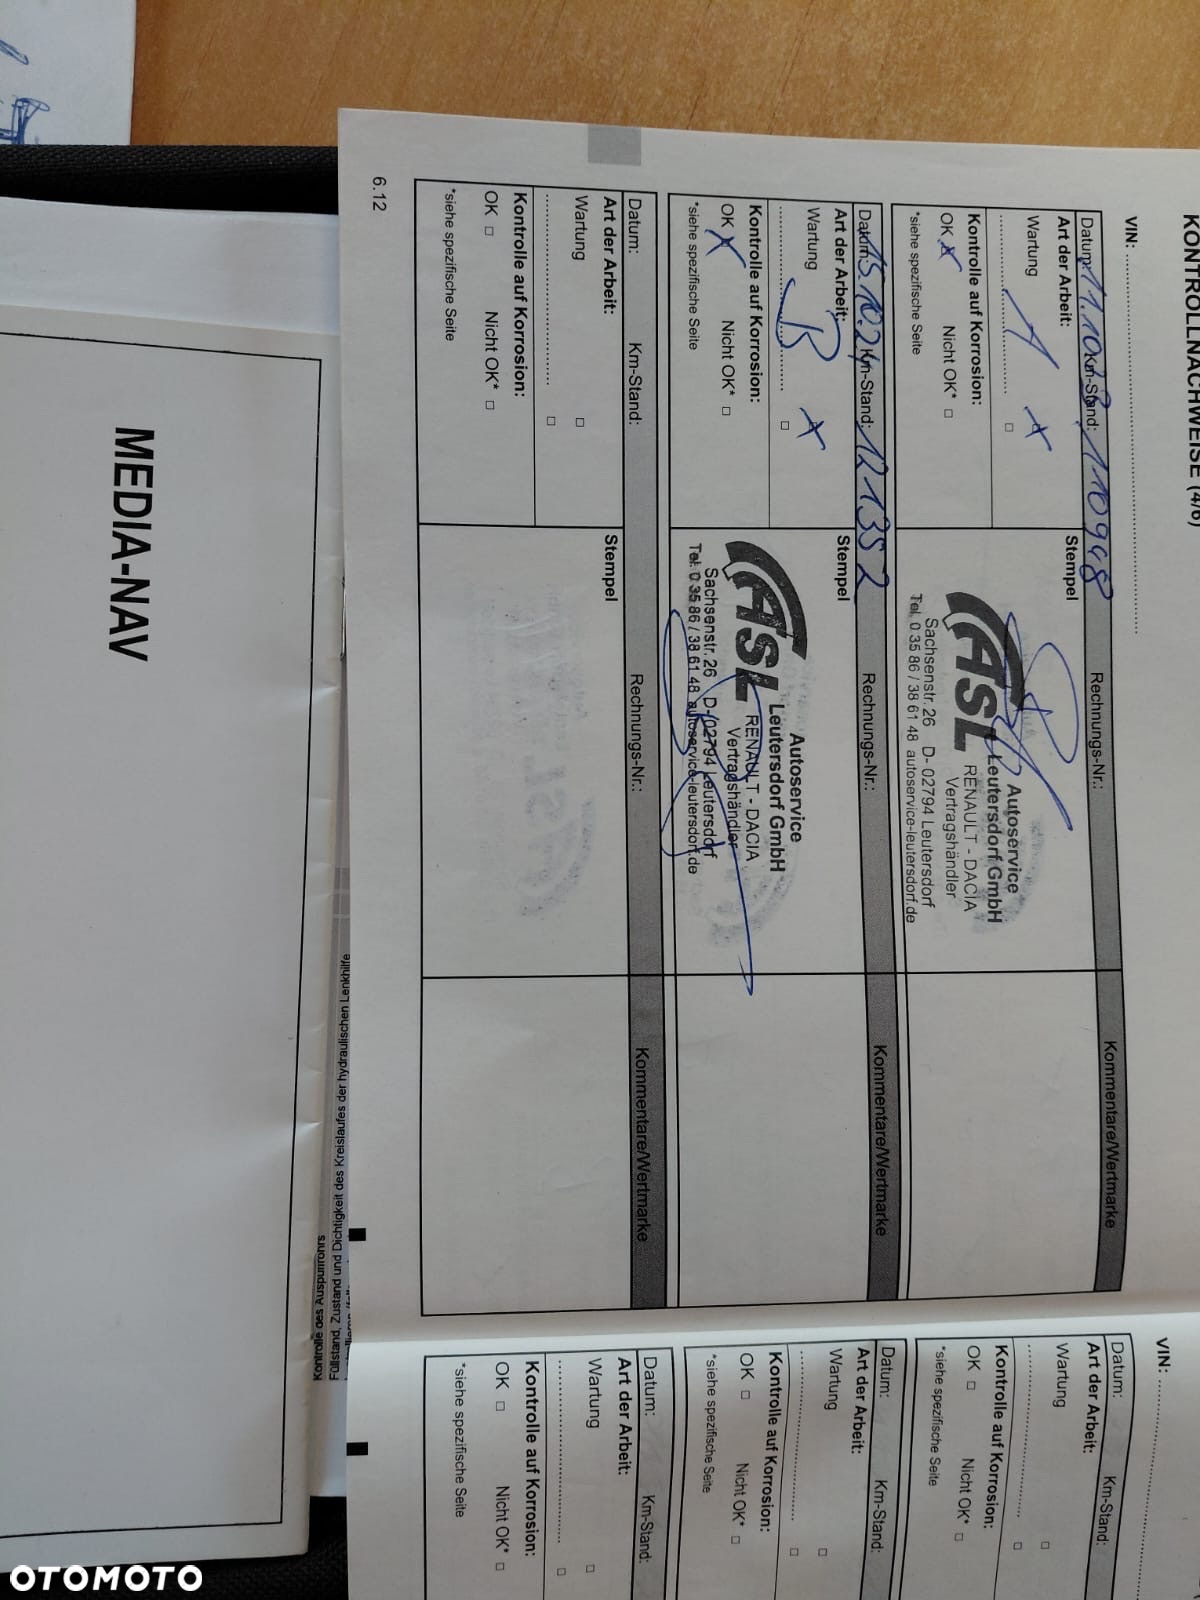 KONTROLLNACHWEISE (4/6)
VIN:
Datum: 11.10.23 Km-Stand: 110948 Rechnungs-Nr.: Kommentare/Wertmarke
Art der Arbeit: Stempel
Wartung A X
Kontrolle auf Korrosion:
OK X Nicht OK* □
*siehe spezifische Seite
ASL Autoservice
Leutersdorf GmbH
RENAULT - DACIA
Vertragshändler
Sachsenstr. 26 D- 02794 Leutersdorf
Tel. 0 35 86 / 38 61 48 autoservice-leutersdorf.de
Datum: 15.10.24 Km-Stand: 121352 Rechnungs-Nr.: Kommentare/Wertmarke
Art der Arbeit: Stempel
Wartung B X
Kontrolle auf Korrosion:
OK X Nicht OK* □
*siehe spezifische Seite
ASL Autoservice
Leutersdorf GmbH
RENAULT - DACIA
Vertragshändler
Sachsenstr. 26 D-02794 Leutersdorf
Tel. 0 35 86 / 38 61 48 autoservice-leutersdorf.de
Datum: Km-Stand: Rechnungs-Nr.: Kommentare/Wertmarke
Art der Arbeit: Stempel
Wartung □
Kontrolle auf Korrosion:
OK □ Nicht OK* □
*siehe spezifische Seite
6.12
VIN:
Datum: Km-Stand:
Art der Arbeit:
Wartung □
Kontrolle auf Korrosion:
OK □ Nicht OK* □
*siehe spezifische Seite
Datum: Km-Stand:
Art der Arbeit:
Wartung □
Kontrolle auf Korrosion:
OK □ Nicht OK* □
*siehe spezifische Seite
Datum: Km-Stand:
Art der Arbeit:
Wartung □
Kontrolle auf Korrosion:
OK □ Nicht OK* □
*siehe spezifische Seite
Füllstand, Zustand und Dichtigkeit des Kreislaufes der hydraulischen Lenkhilfe
Kontrolle des Auspuffrohrs
MEDIA-NAV
OTOMOTO